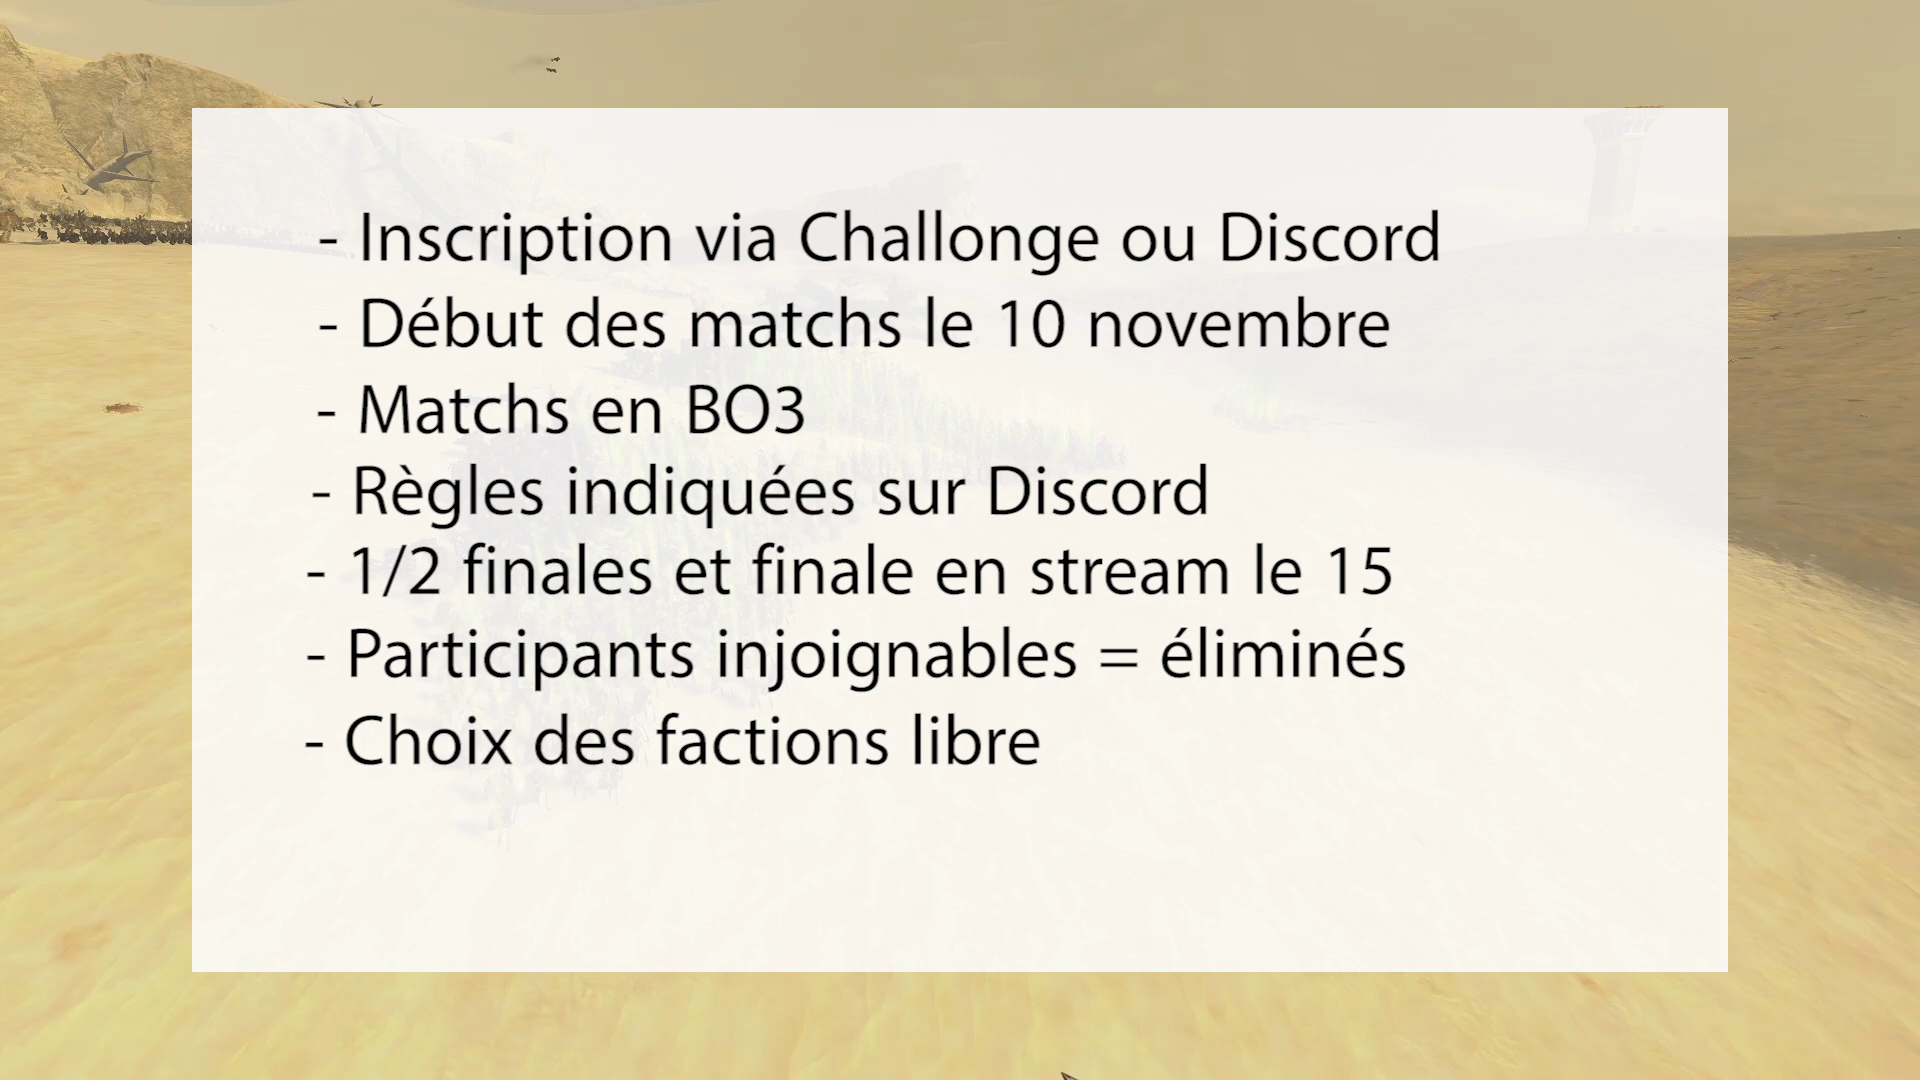 - Inscription via Challonge ou Discord
- Début des matchs le 10 novembre
- Matchs en BO3
- Règles indiquées sur Discord
- 1/2 finales et finale en stream le 15
- Participants injoignables = éliminés
- Choix des factions libre